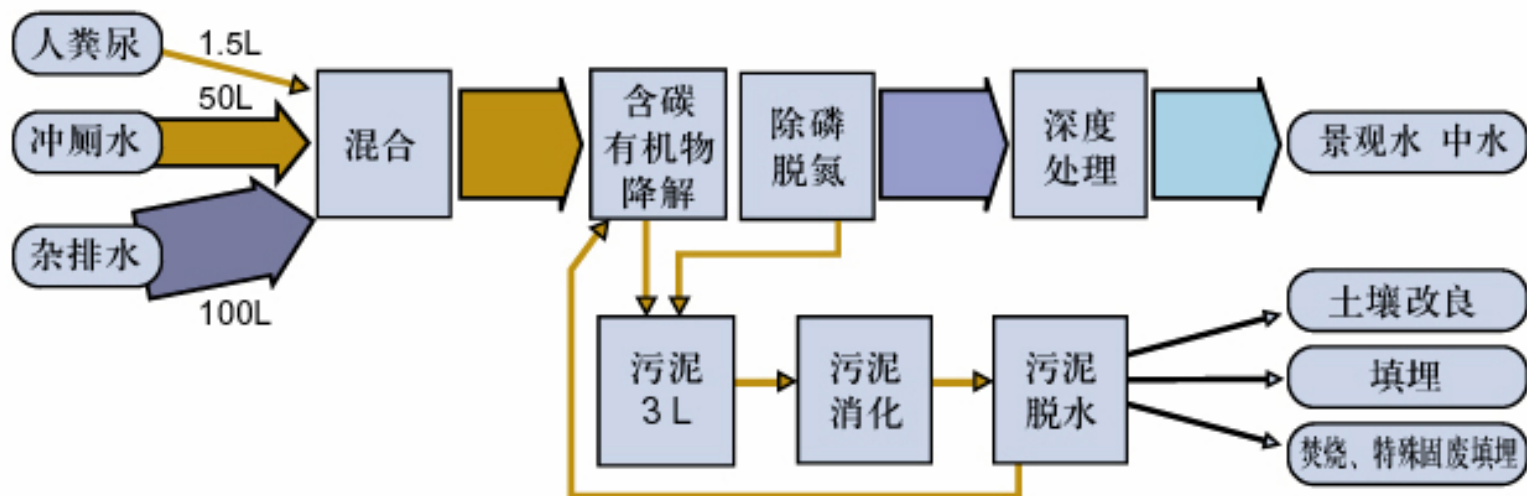 人粪尿
1.5L
冲厕水
50L
杂排水
100L
混合
含碳
有机物
降解
除磷
脱氮
深度
处理
景观水 中水
污泥
3 L
污泥
消化
污泥
脱水
土壤改良
填埋
焚烧、特殊固废填埋